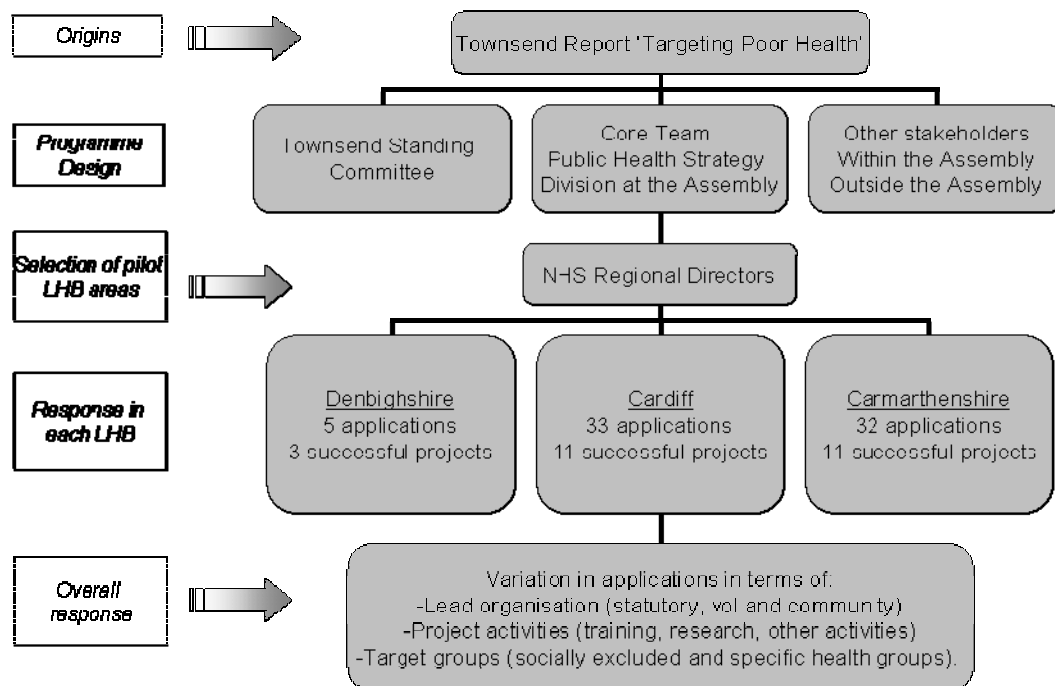 Origins
Townsend Report 'Targeting Poor Health'
Programme
Design
Townsend Standing
Committee
Core Team
Public Health Strategy
Division at the Assembly
Other stakeholders
Within the Assembly
Outside the Assembly
Selection of pilot
LHB areas
NHS Regional Directors
Response in
each LHB
Denbighshire
5 applications
3 successful projects
Cardiff
33 applications
11 successful projects
Carmarthenshire
32 applications
11 successful projects
Overall
response
Variation in applications in terms of:
-Lead organisation (statutory, vol and community)
-Project activities (training, research, other activities)
-Target groups (socially excluded and specific health groups).